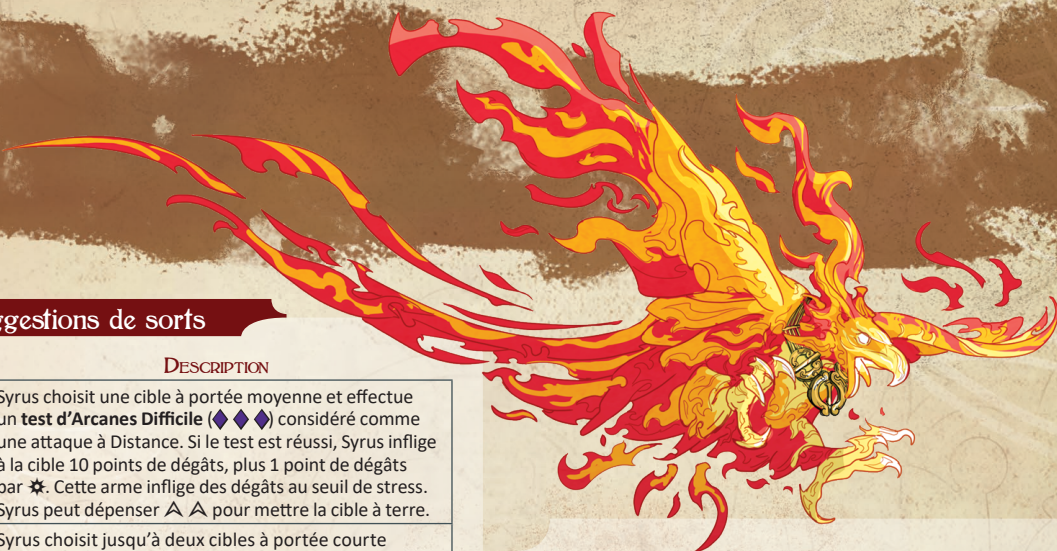 ggestions de sorts
Description
Syrus choisit une cible à portée moyenne et effectue
un test d'Arcanes Difficile (◆ ◆ ◆) considéré comme
une attaque à Distance. Si le test est réussi, Syrus inflige
à la cible 10 points de dégâts, plus 1 point de dégâts
par ✵. Cette arme inflige des dégâts au seuil de stress.
Syrus peut dépenser ⮝ ⮝ pour mettre la cible à terre.
Syrus choisit jusqu'à deux cibles à portée courte